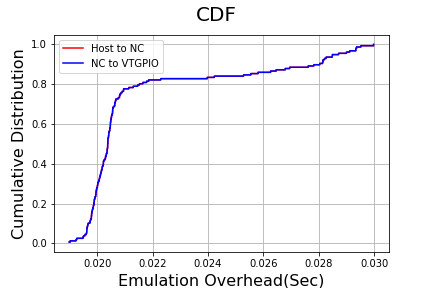 CDF
Host to NC
NC to VTGPIO
Cumulative Distribution
1.0
0.8
0.6
0.4
0.2
0.0
0.020
0.022
0.024
0.026
0.028
0.030
Emulation Overhead(Sec)